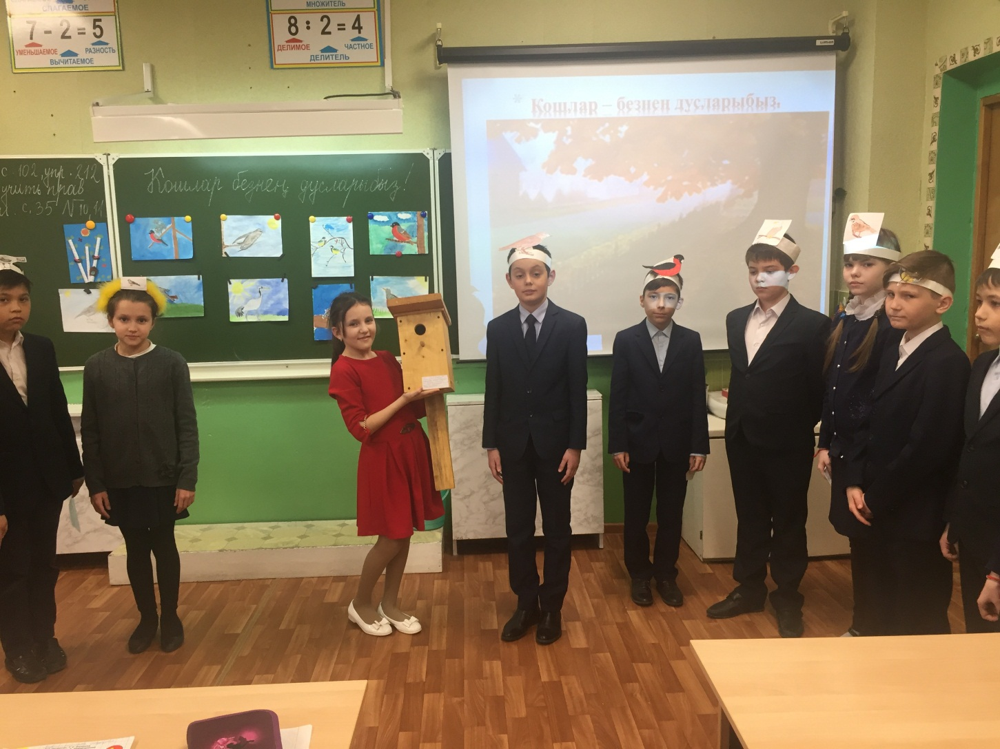 СЛАГАЕМОЕ
7 - 2 = 5
УМЕНЬШАЕМОЕ
РАЗНОСТЬ
ВЫЧИТАЕМОЕ
МНОЖИТЕЛЬ
8 : 2 = 4
ДЕЛИМОЕ
ЧАСТНОЕ
ДЕЛИТЕЛЬ
* Кошлар – безнең дусларыбыз.
с 102, упр. 212
учить прав
с. 35 № 10, 11
Кошлар безнең дусларыбыз!